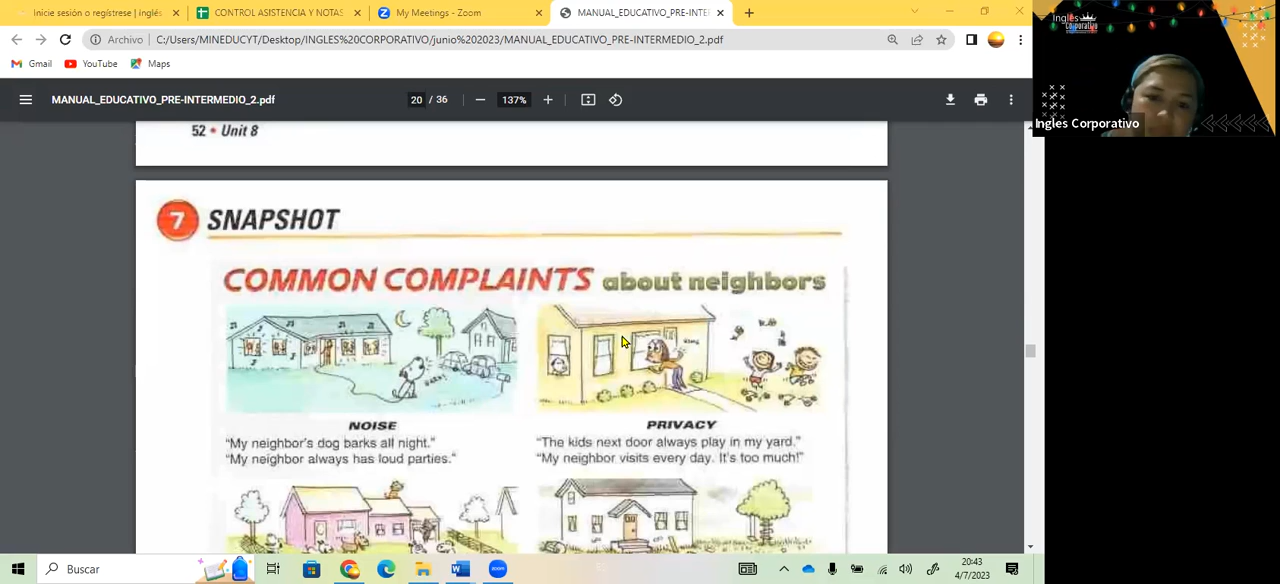 Inicie sesión o regístrese | inglés
CONTROL ASISTENCIA Y NOTAS
My Meetings - Zoom
MANUAL_EDUCATIVO_PRE-INTER
Archivo
C:/Users/MINEDUCYT/Desktop/INGLES%20CORPORATIVO/junio%202023/MANUAL_EDUCATIVO_PRE-INTERMEDIO_2.pdf
Gmail
YouTube
Maps
MANUAL_EDUCATIVO_PRE-INTERMEDIO_2.pdf
20 / 36
137%
Ingles
Corporativo
Ingles Corporativo
52 • Unit 8
7 SNAPSHOT
COMMON COMPLAINTS about neighbors
NOISE
"My neighbor's dog barks all night."
"My neighbor always has loud parties."
PRIVACY
"The kids next door always play in my yard."
"My neighbor visits every day. It's too much!"
Buscar
zoom
20:43
4/7/2023